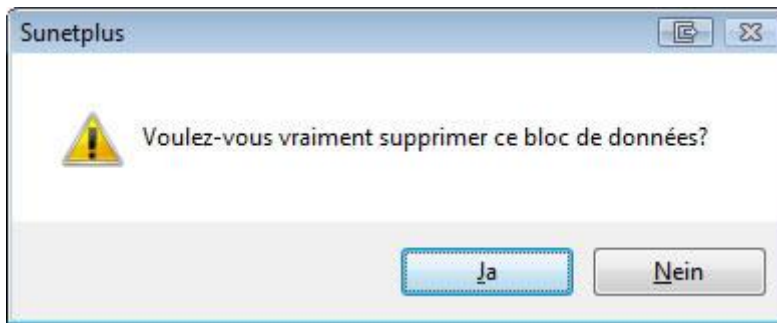 Sunetplus
Voulez-vous vraiment supprimer ce bloc de données?
Ja
Nein